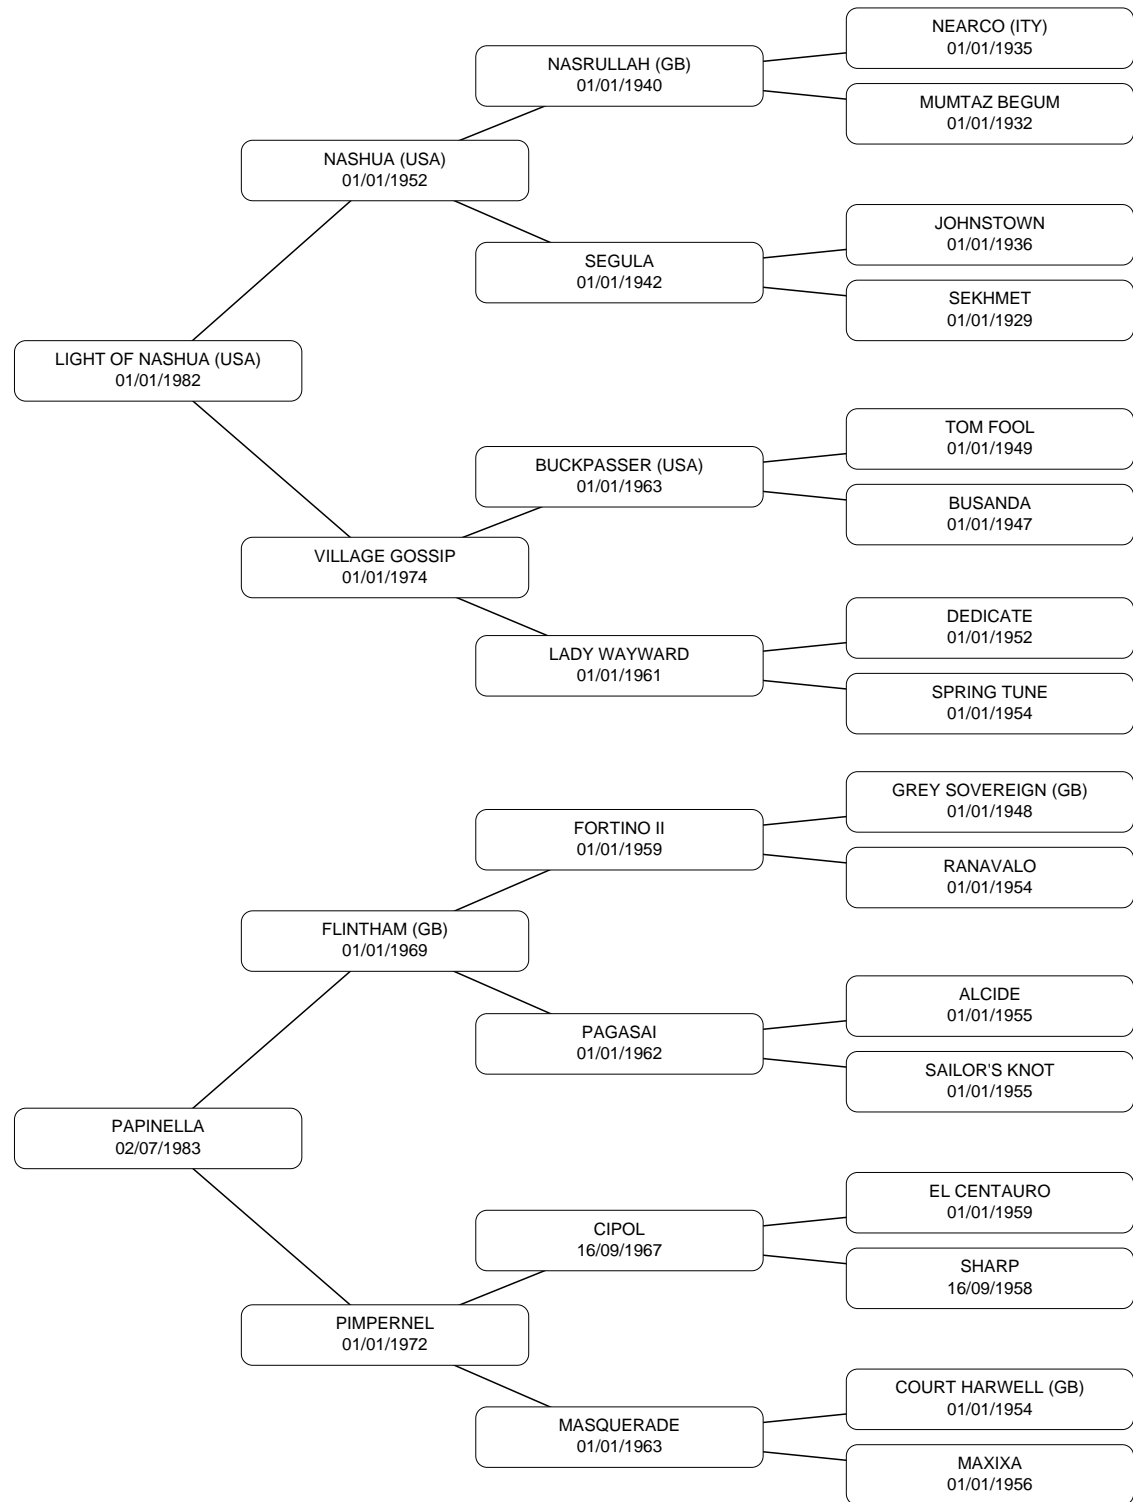 NEARCO (ITY)
01/01/1935
NASRULLAH (GB)
01/01/1940
MUMTAZ BEGUM
01/01/1932
NASHUA (USA)
01/01/1952
JOHNSTOWN
01/01/1936
SEGULA
01/01/1942
SEKHMET
01/01/1929
LIGHT OF NASHUA (USA)
01/01/1982
TOM FOOL
01/01/1949
BUCKPASSER (USA)
01/01/1963
BUSANDA
01/01/1947
VILLAGE GOSSIP
01/01/1974
DEDICATE
01/01/1952
LADY WAYWARD
01/01/1961
SPRING TUNE
01/01/1954
GREY SOVEREIGN (GB)
01/01/1948
FORTINO II
01/01/1959
RANAVALO
01/01/1954
FLINTHAM (GB)
01/01/1969
ALCIDE
01/01/1955
PAGASAI
01/01/1962
SAILOR'S KNOT
01/01/1955
PAPINELLA
02/07/1983
EL CENTAURO
01/01/1959
CIPOL
16/09/1967
SHARP
16/09/1958
PIMPERNEL
01/01/1972
COURT HARWELL (GB)
01/01/1954
MASQUERADE
01/01/1963
MAXIXA
01/01/1956